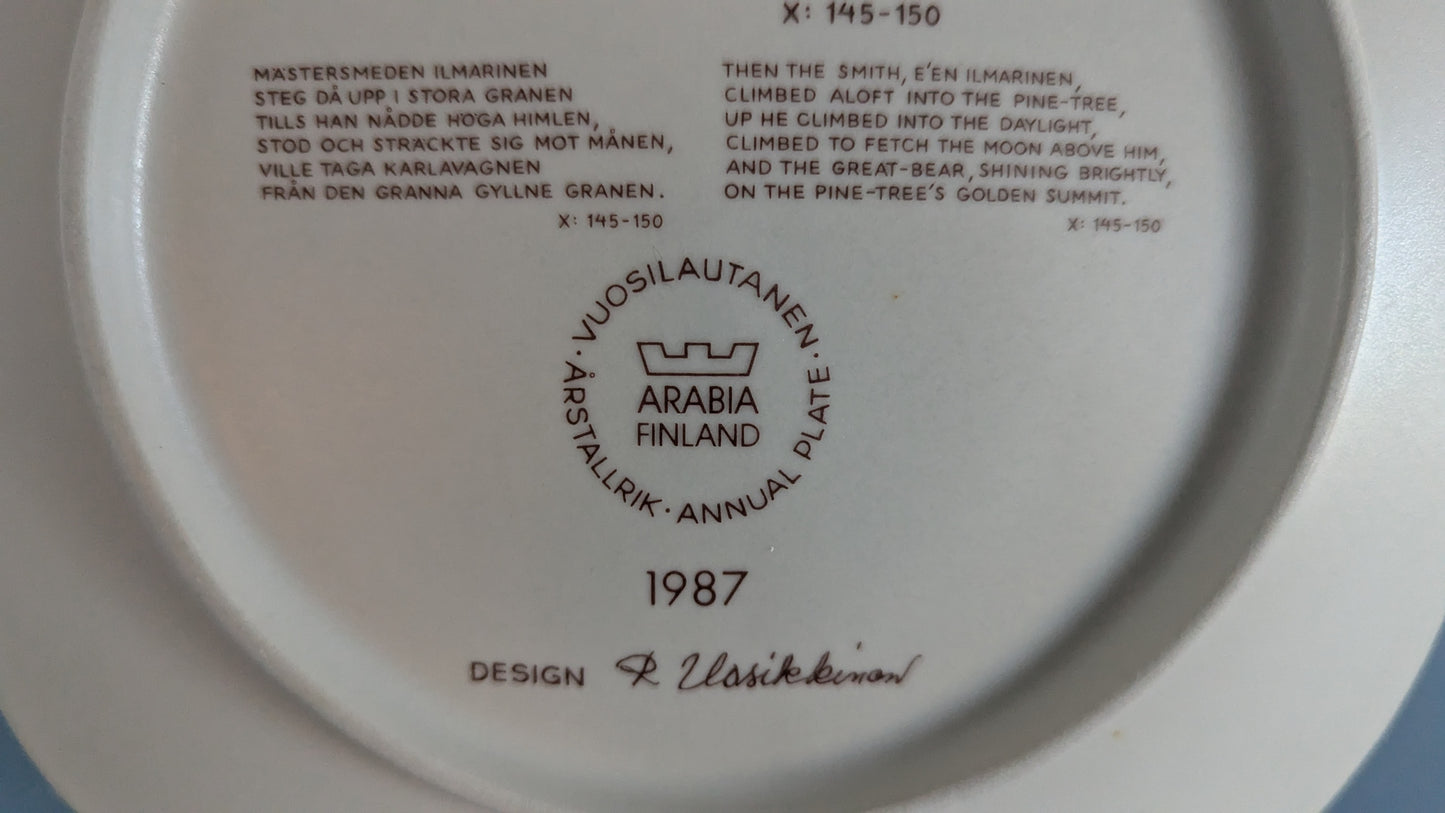 X: 145-150
MÄSTERSMEDEN ILMARINEN
STEG DÅ UPP I STORA GRANEN
TILLS HAN NÅDDE HÖGA HIMLEN,
STOD OCH STRÄCKTE SIG MOT MÅNEN,
VILLE TAGA KARLAVAGNEN
FRÅN DEN GRANNA GYLLNE GRANEN.
X: 145-150
THEN THE SMITH, E'EN ILMARINEN,
CLIMBED ALOFT INTO THE PINE-TREE,
UP HE CLIMBED INTO THE DAYLIGHT,
CLIMBED TO FETCH THE MOON ABOVE HIM,
AND THE GREAT-BEAR, SHINING BRIGHTLY,
ON THE PINE-TREE'S GOLDEN SUMMIT.
X: 145-150
· VUOSILAUTANEN · ANNUAL PLATE · ÅRSTALLRIK
ARABIA
FINLAND
1987
DESIGN R Uosikkinen